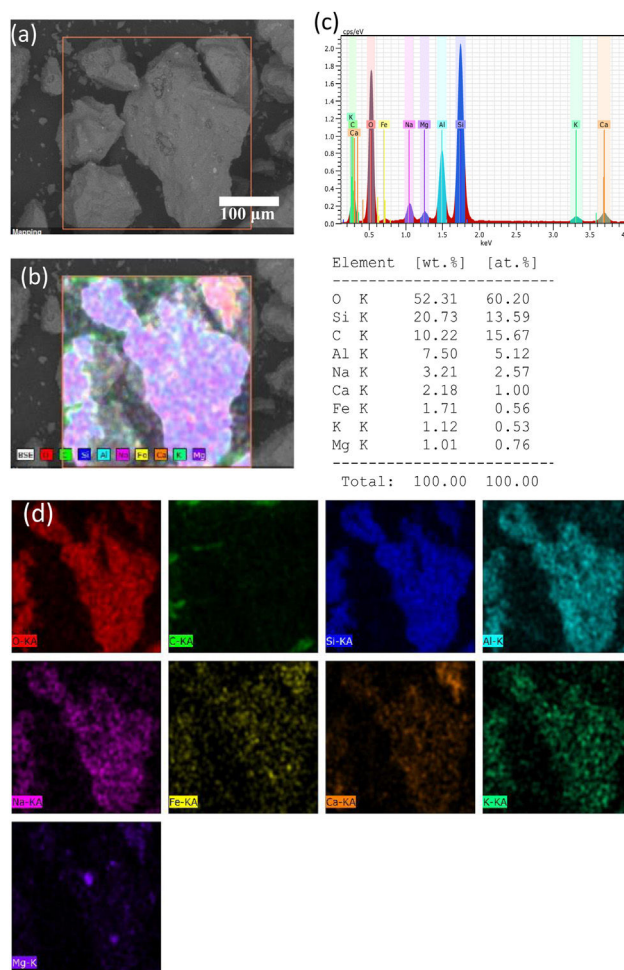 (a)
100 µm
Mapping
(b)
BSE O C Si Al Na Fe Ca K Mg
(c)
cps/eV
2.0
1.8
1.6
1.4
1.2
1.0
0.8
0.6
0.4
0.2
0.0
K
C
Ca
O
Fe
Na
Mg
Al
Si
K
Ca
0.5 1.0 1.5 2.0 2.5 3.0 3.5 4
keV
Element [wt.%] [at.%]
-----------------------
O K 52.31 60.20
Si K 20.73 13.59
C K 10.22 15.67
Al K 7.50 5.12
Na K 3.21 2.57
Ca K 2.18 1.00
Fe K 1.71 0.56
K K 1.12 0.53
Mg K 1.01 0.76
-----------------------
Total: 100.00 100.00
(d)
O-KA
C-KA
Si-KA
Al-K
Na-KA
Fe-KA
Ca-KA
K-KA
Mg-K